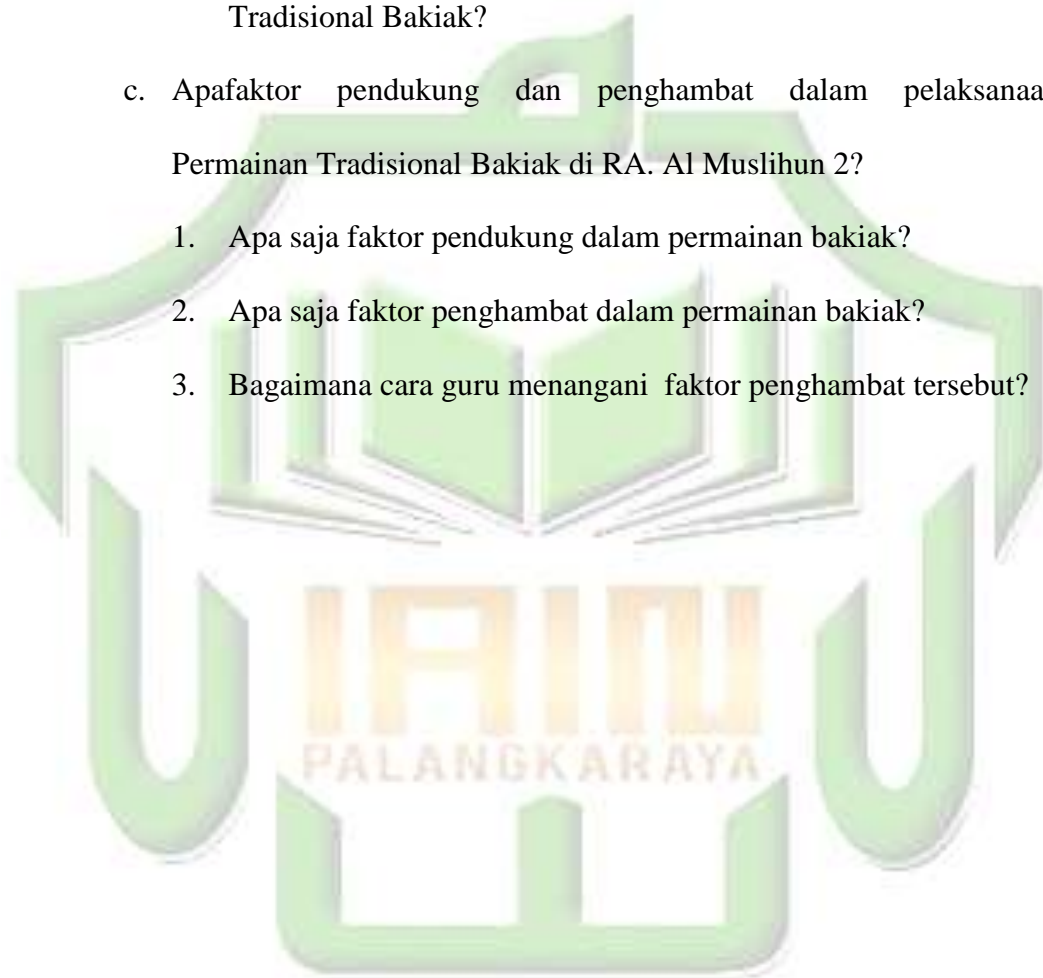 Tradisional Bakiak?
c. Apafaktor pendukung dan penghambat dalam pelaksanaa
Permainan Tradisional Bakiak di RA. Al Muslihun 2?
1. Apa saja faktor pendukung dalam permainan bakiak?
2. Apa saja faktor penghambat dalam permainan bakiak?
3. Bagaimana cara guru menangani faktor penghambat tersebut?
IAIN
PALANGKARAYA